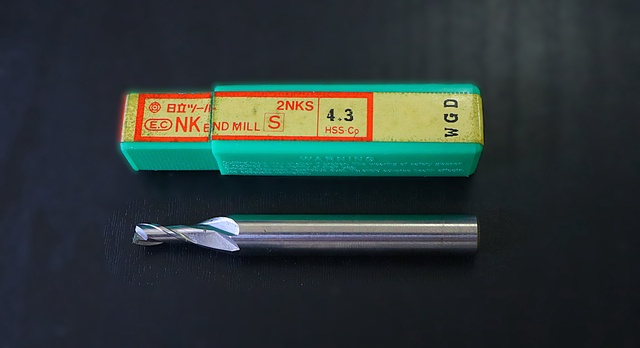 日立ツール 2NKS
E.C NK END MILL S
4.3
HSS-Co
WGD
WARNING